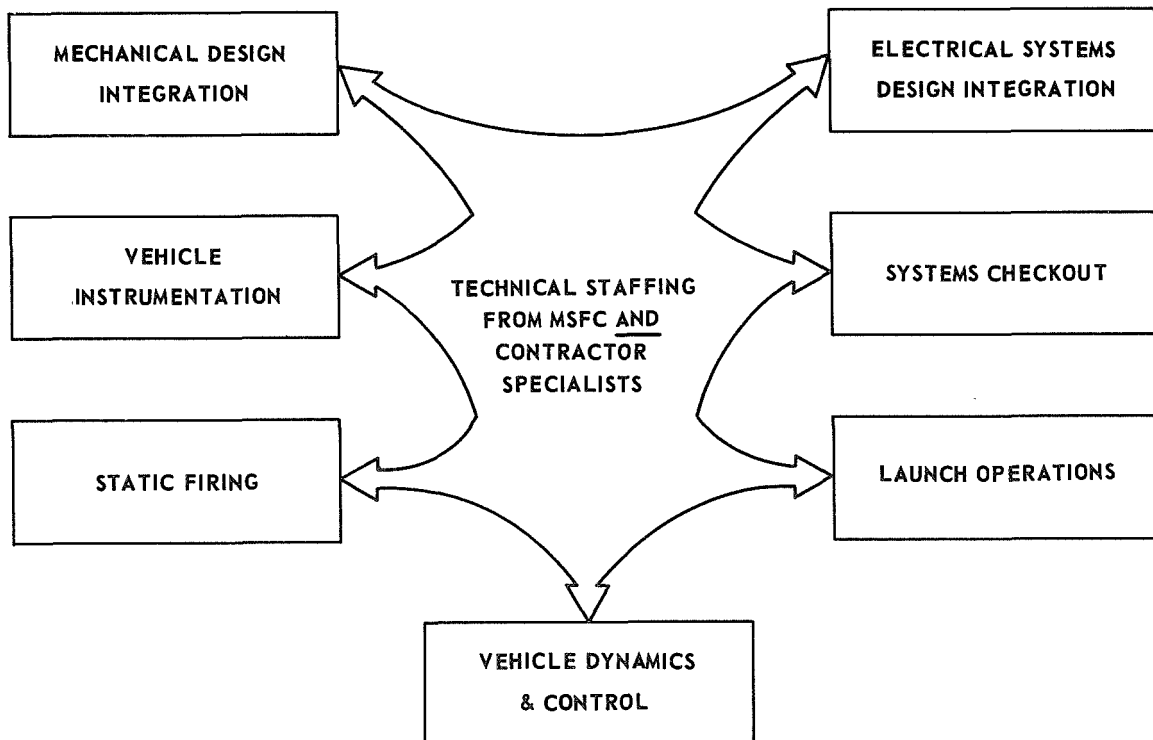 MECHANICAL DESIGN
INTEGRATION
ELECTRICAL SYSTEMS
DESIGN INTEGRATION
VEHICLE
INSTRUMENTATION
TECHNICAL STAFFING
FROM MSFC AND
CONTRACTOR
SPECIALISTS
SYSTEMS CHECKOUT
STATIC FIRING
LAUNCH OPERATIONS
VEHICLE DYNAMICS
& CONTROL